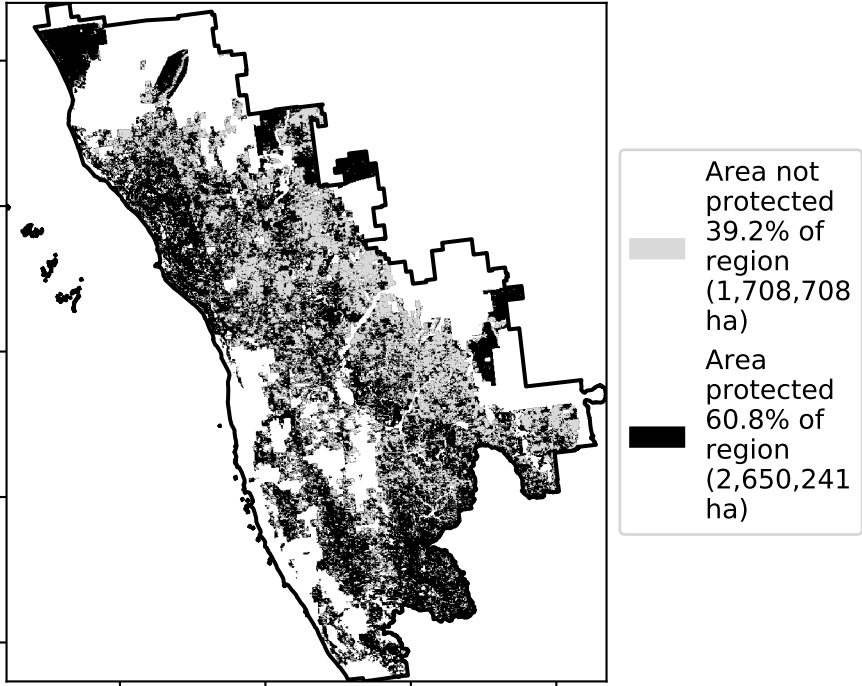 Area not
protected
39.2% of
region
(1,708,708
ha)
Area
protected
60.8% of
region
(2,650,241
ha)